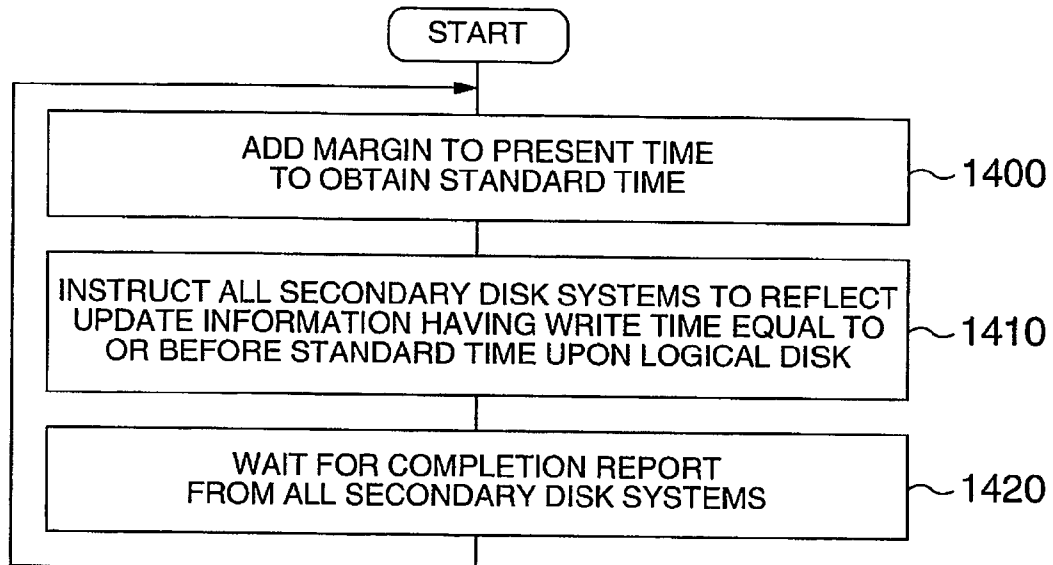 START
ADD MARGIN TO PRESENT TIME
TO OBTAIN STANDARD TIME
1400
INSTRUCT ALL SECONDARY DISK SYSTEMS TO REFLECT
UPDATE INFORMATION HAVING WRITE TIME EQUAL TO
OR BEFORE STANDARD TIME UPON LOGICAL DISK
1410
WAIT FOR COMPLETION REPORT
FROM ALL SECONDARY DISK SYSTEMS
1420